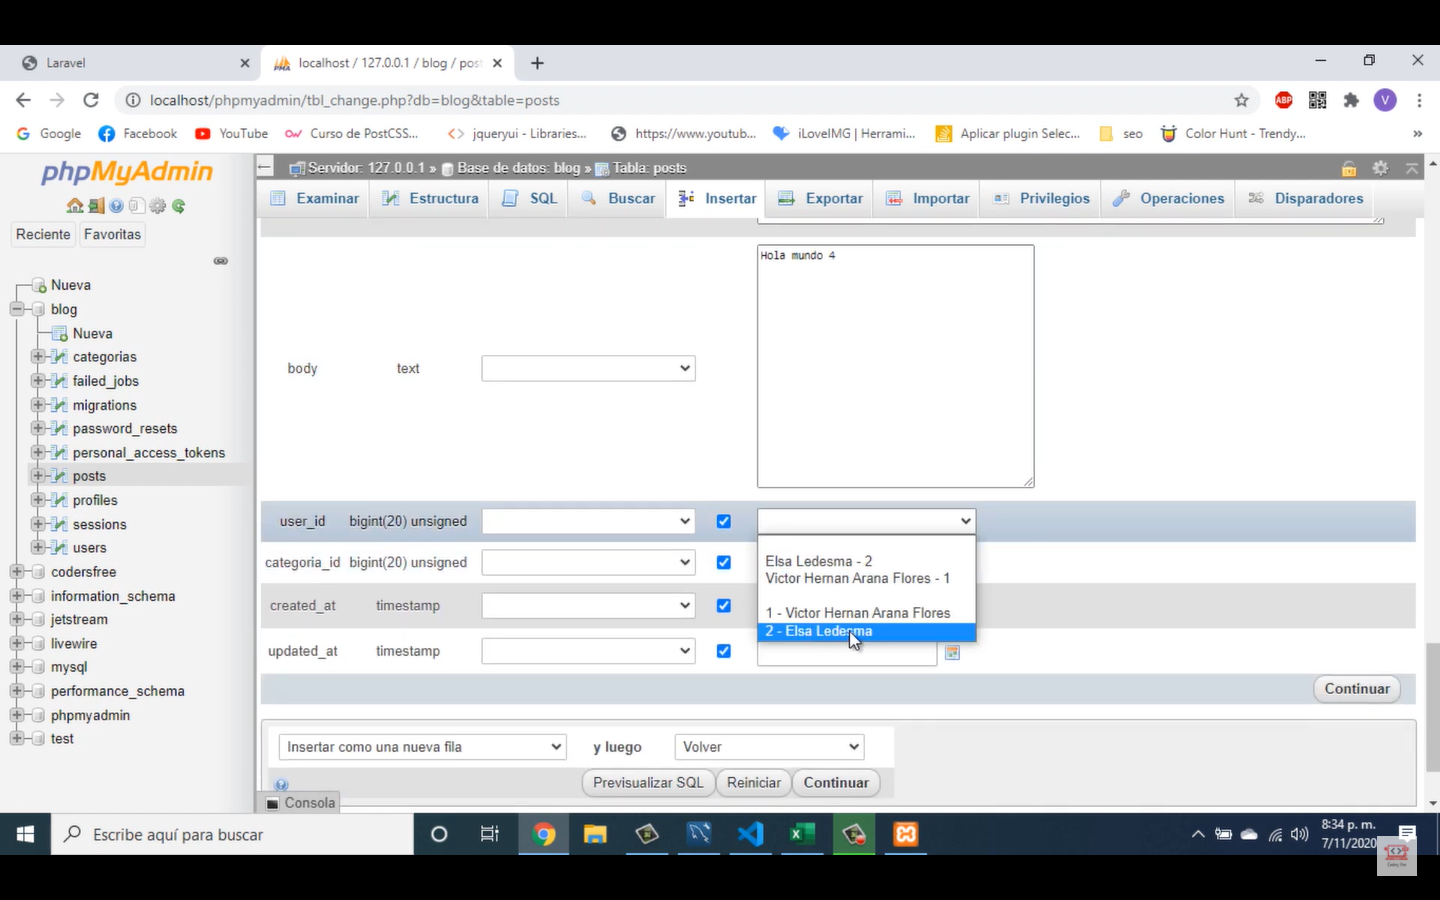 Laravel
localhost / 127.0.0.1 / blog / post
localhost/phpmyadmin/tbl_change.php?db=blog&table=posts
ABP
V
Google
Facebook
YouTube
Curso de PostCSS...
jqueryui - Libreries...
https://www.youtub...
iLoveIMG | Herrami...
Aplicar plugin Selec...
seo
Color Hunt - Trendy...
»
phpMyAdmin
Servidor: 127.0.0.1 » Base de datos: blog » Tabla: posts
Examinar
Estructura
SQL
Buscar
Insertar
Exportar
Importar
Privilegios
Operaciones
Disparadores
Reciente
Favoritas
Nueva
blog
Nueva
categorias
failed_jobs
migrations
password_resets
personal_access_tokens
posts
profiles
sessions
users
codersfree
information_schema
jetstream
livewire
mysql
performance_schema
phpmyadmin
test
Hola mundo 4
body text
user_id bigint(20) unsigned
Elsa Ledesma - 2
Victor Hernan Arana Flores - 1
1 - Victor Hernan Arana Flores
2 - Elsa Ledesma
categoria_id bigint(20) unsigned
created_at timestamp
updated_at timestamp
Continuar
Insertar como una nueva fila
y luego
Volver
Previsualizar SQL
Reiniciar
Continuar
Consola
Escribe aquí para buscar
8:34 p. m.
7/11/2020